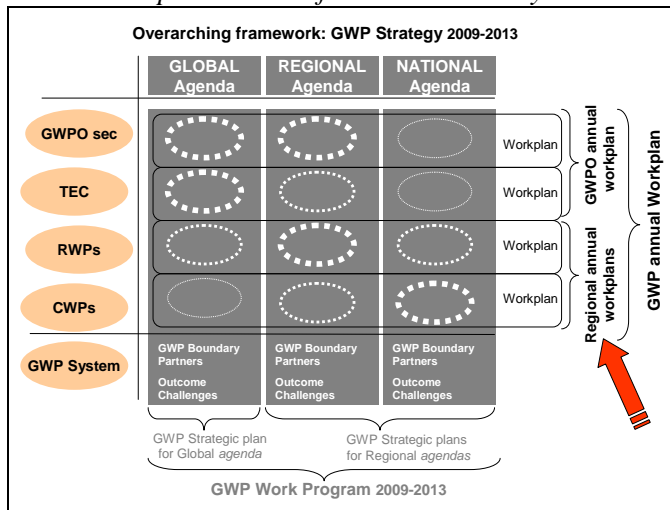 Overarching framework: GWP Strategy 2009-2013
GLOBAL
Agenda
REGIONAL
Agenda
NATIONAL
Agenda
GWPO sec
Workplan
TEC
Workplan
RWPs
Workplan
CWPs
Workplan
GWPO annual
workplan
Regional annual
workplans
GWP annual Workplan
GWP System
GWP Boundary
Partners
Outcome
Challenges
GWP Boundary
Partners
Outcome
Challenges
GWP Boundary
Partners
Outcome
Challenges
GWP Strategic plan
for Global agenda
GWP Strategic plans
for Regional agendas
GWP Work Program 2009-2013